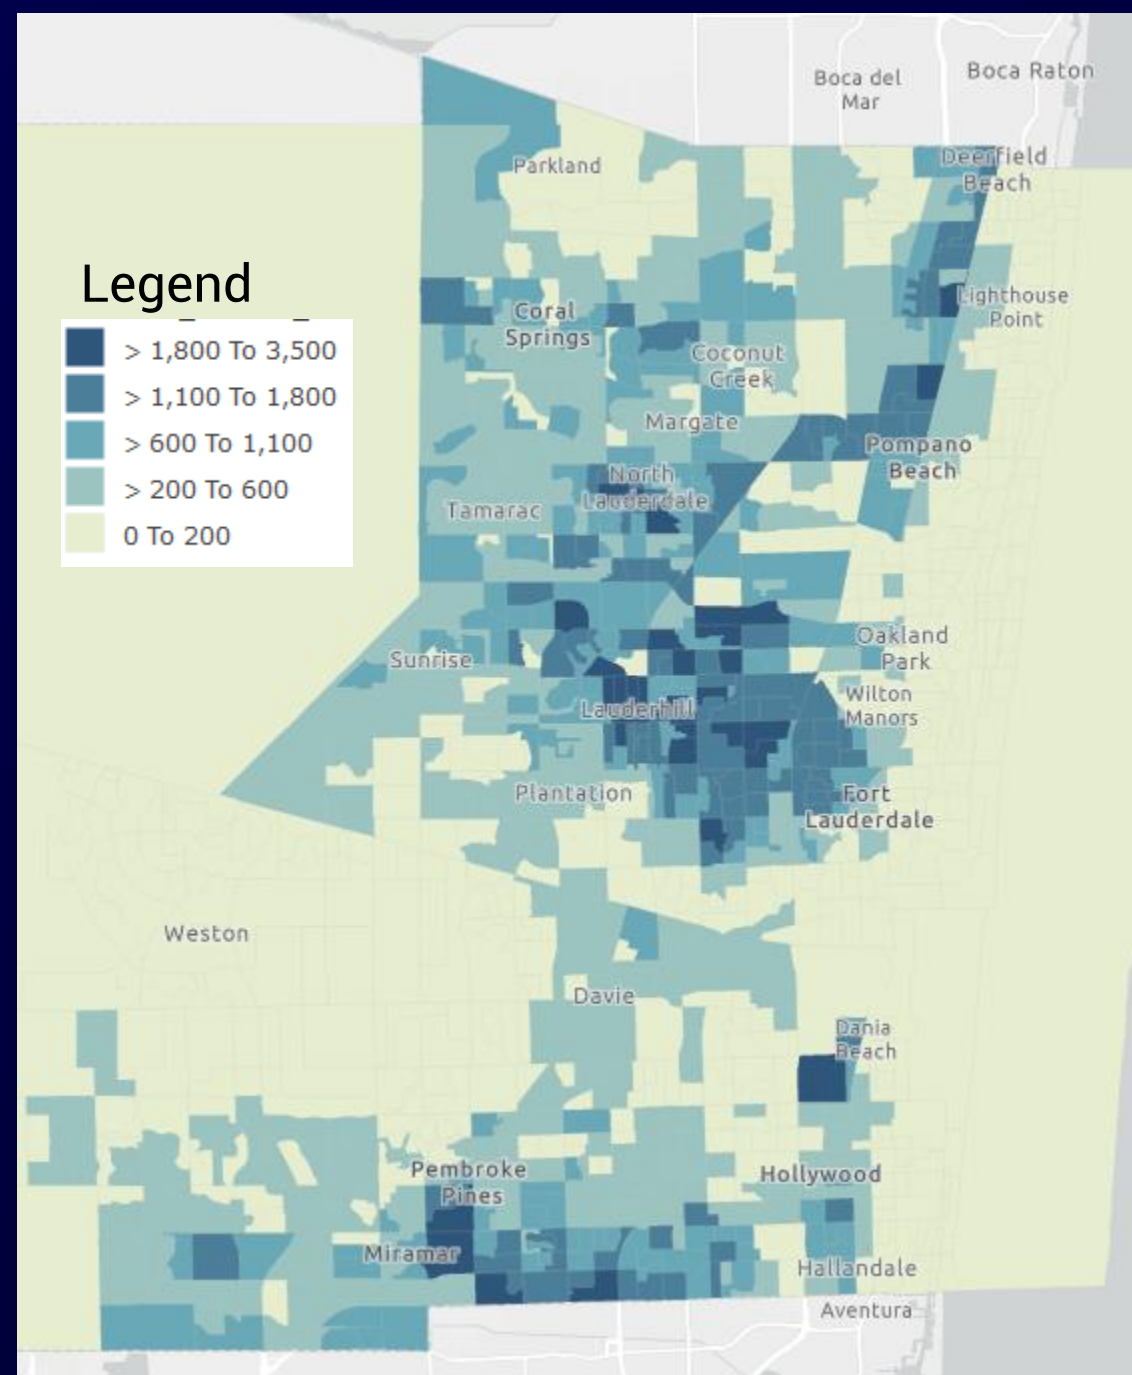 Boca del
Mar
Boca Raton
Deerfield
Beach
Parkland
Legend
> 1,800 To 3,500
> 1,100 To 1,800
> 600 To 1,100
> 200 To 600
0 To 200
Lighthouse
Point
Coral
Springs
Coconut
Creek
Margate
Pompano
Beach
North
Lauderdale
Tamarac
Oakland
Park
Sunrise
Wilton
Manors
Lauderhill
Plantation
Fort
Lauderdale
Weston
Davie
Dania
Beach
Pembroke
Pines
Hollywood
Miramar
Hallandale
Aventura